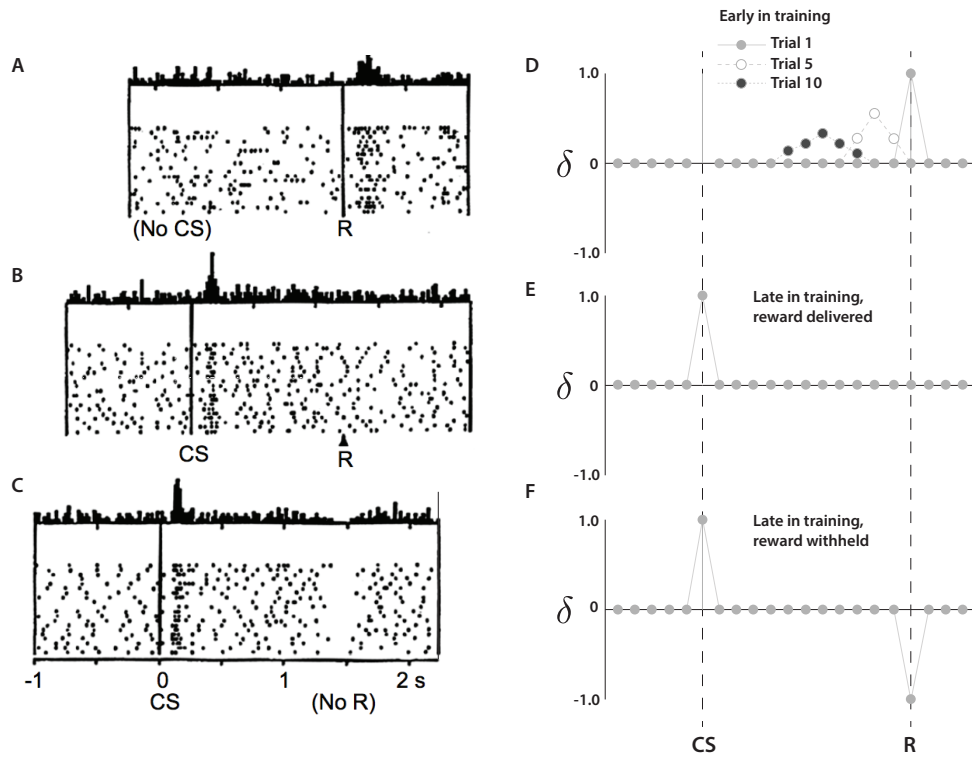 A
(No CS)
R
B
CS
R
C
-1
0
1
2 s
CS
(No R)
Early in training
Trial 1
Trial 5
Trial 10
D
1.0
δ
0
-1.0
E
1.0
Late in training,
reward delivered
δ
0
-1.0
F
1.0
Late in training,
reward withheld
δ
0
-1.0
CS
R